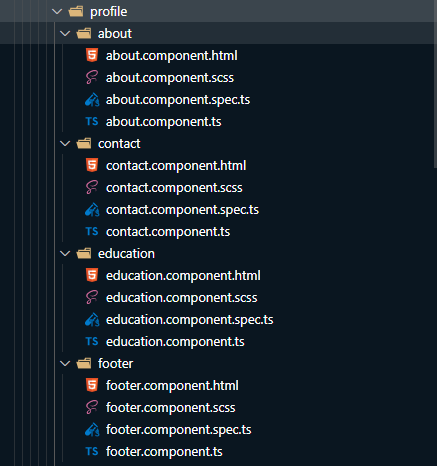 profile
about
about.component.html
about.component.scss
about.component.spec.ts
TS about.component.ts
contact
contact.component.html
contact.component.scss
contact.component.spec.ts
TS contact.component.ts
education
education.component.html
education.component.scss
education.component.spec.ts
TS education.component.ts
footer
footer.component.html
footer.component.scss
footer.component.spec.ts
TS footer.component.ts